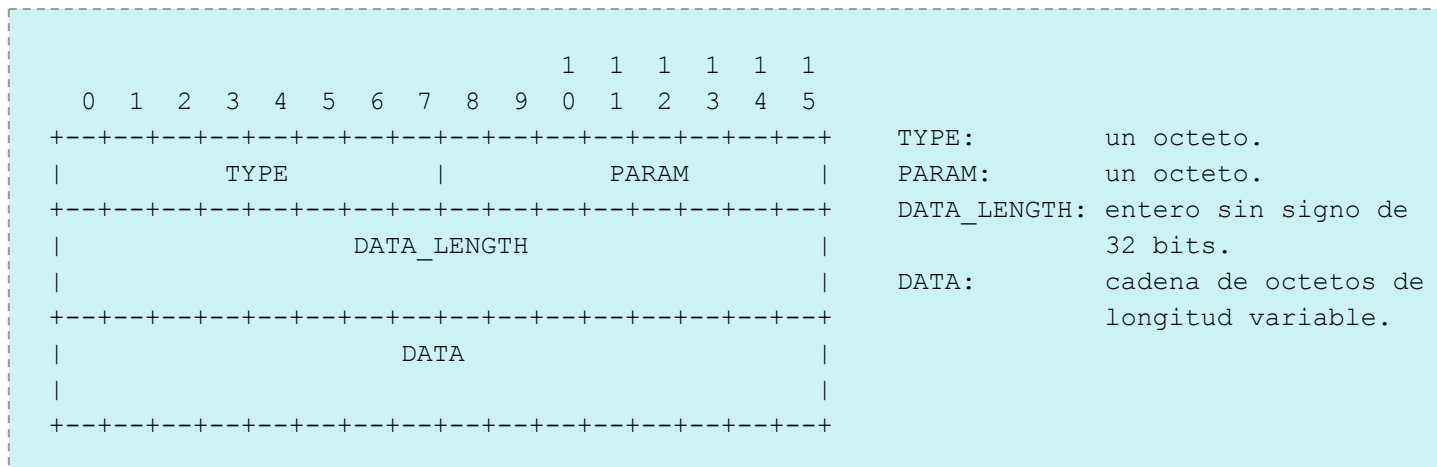 1  1  1  1  1  1
 0  1  2  3  4  5  6  7  8  9  0  1  2  3  4  5
+--+--+--+--+--+--+--+--+--+--+--+--+--+--+--+--+    TYPE:        un octeto.
|          TYPE         |          PARAM        |    PARAM:       un octeto.
+--+--+--+--+--+--+--+--+--+--+--+--+--+--+--+--+    DATA_LENGTH: entero sin signo de
|                  DATA_LENGTH                  |                 32 bits.
|                                               |    DATA:        cadena de octetos de
+--+--+--+--+--+--+--+--+--+--+--+--+--+--+--+--+                 longitud variable.
|                     DATA                      |
|                                               |
+--+--+--+--+--+--+--+--+--+--+--+--+--+--+--+--+